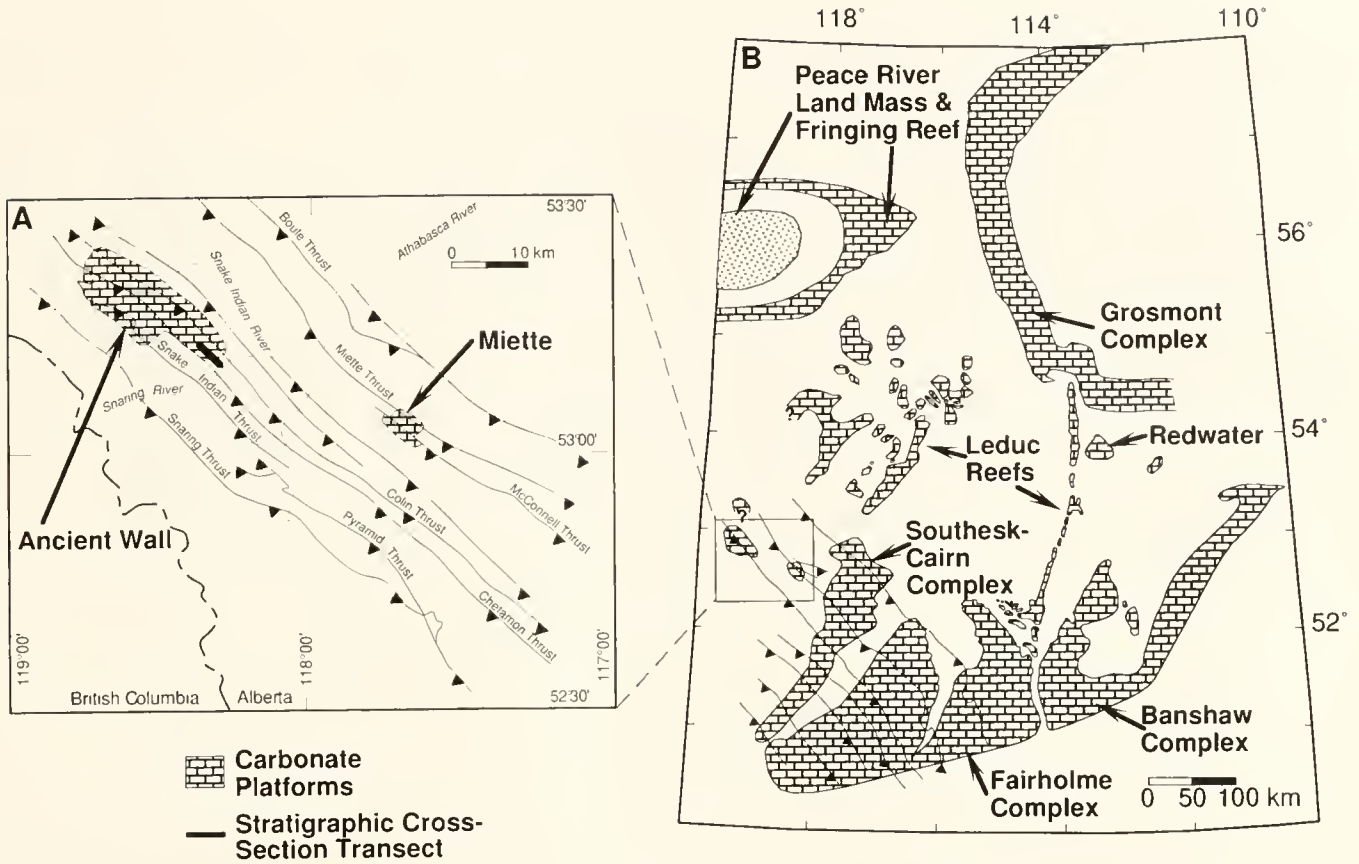 118°
114°
110°
B
Peace River
Land Mass &
Fringing Reef
56°
Grosmont
Complex
Leduc
Reefs
Redwater
54°
?
?
Southesk-
Cairn
Complex
52°
Banshaw
Complex
Fairholme
Complex
0 50 100 km
A
53°30'
Boule Thrust
Athabasca River
0 10 km
Snake Indian River
Miette
Miette Thrust
Snake Indian Thrust
Snaring River
Snaring Thrust
53°00'
Ancient Wall
Colin Thrust
McConnell Thrust
Pyramid Thrust
Chetamon Thrust
119°00'
118°00'
117°00'
52°30'
British Columbia
Alberta
Carbonate
Platforms
Stratigraphic Cross-
Section Transect